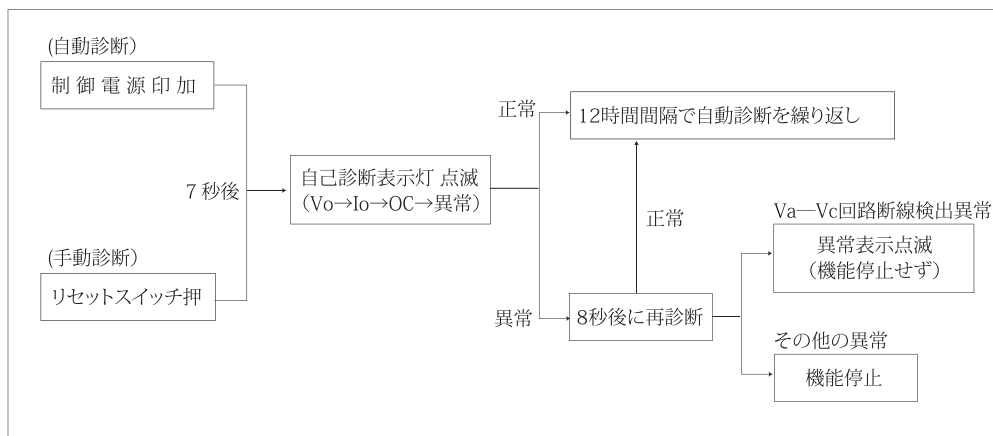 (自動診断）
制 御 電 源 印 加
7 秒後
(手動診断）
リセットスイッチ押
自己診断表示灯 点滅
（Vo→Io→OC→異常）
正常
12時間間隔で自動診断を繰り返し
正常
異常
8秒後に再診断
Va―Vc回路断線検出異常
異常表示点滅
（機能停止せず）
その他の異常
機能停止